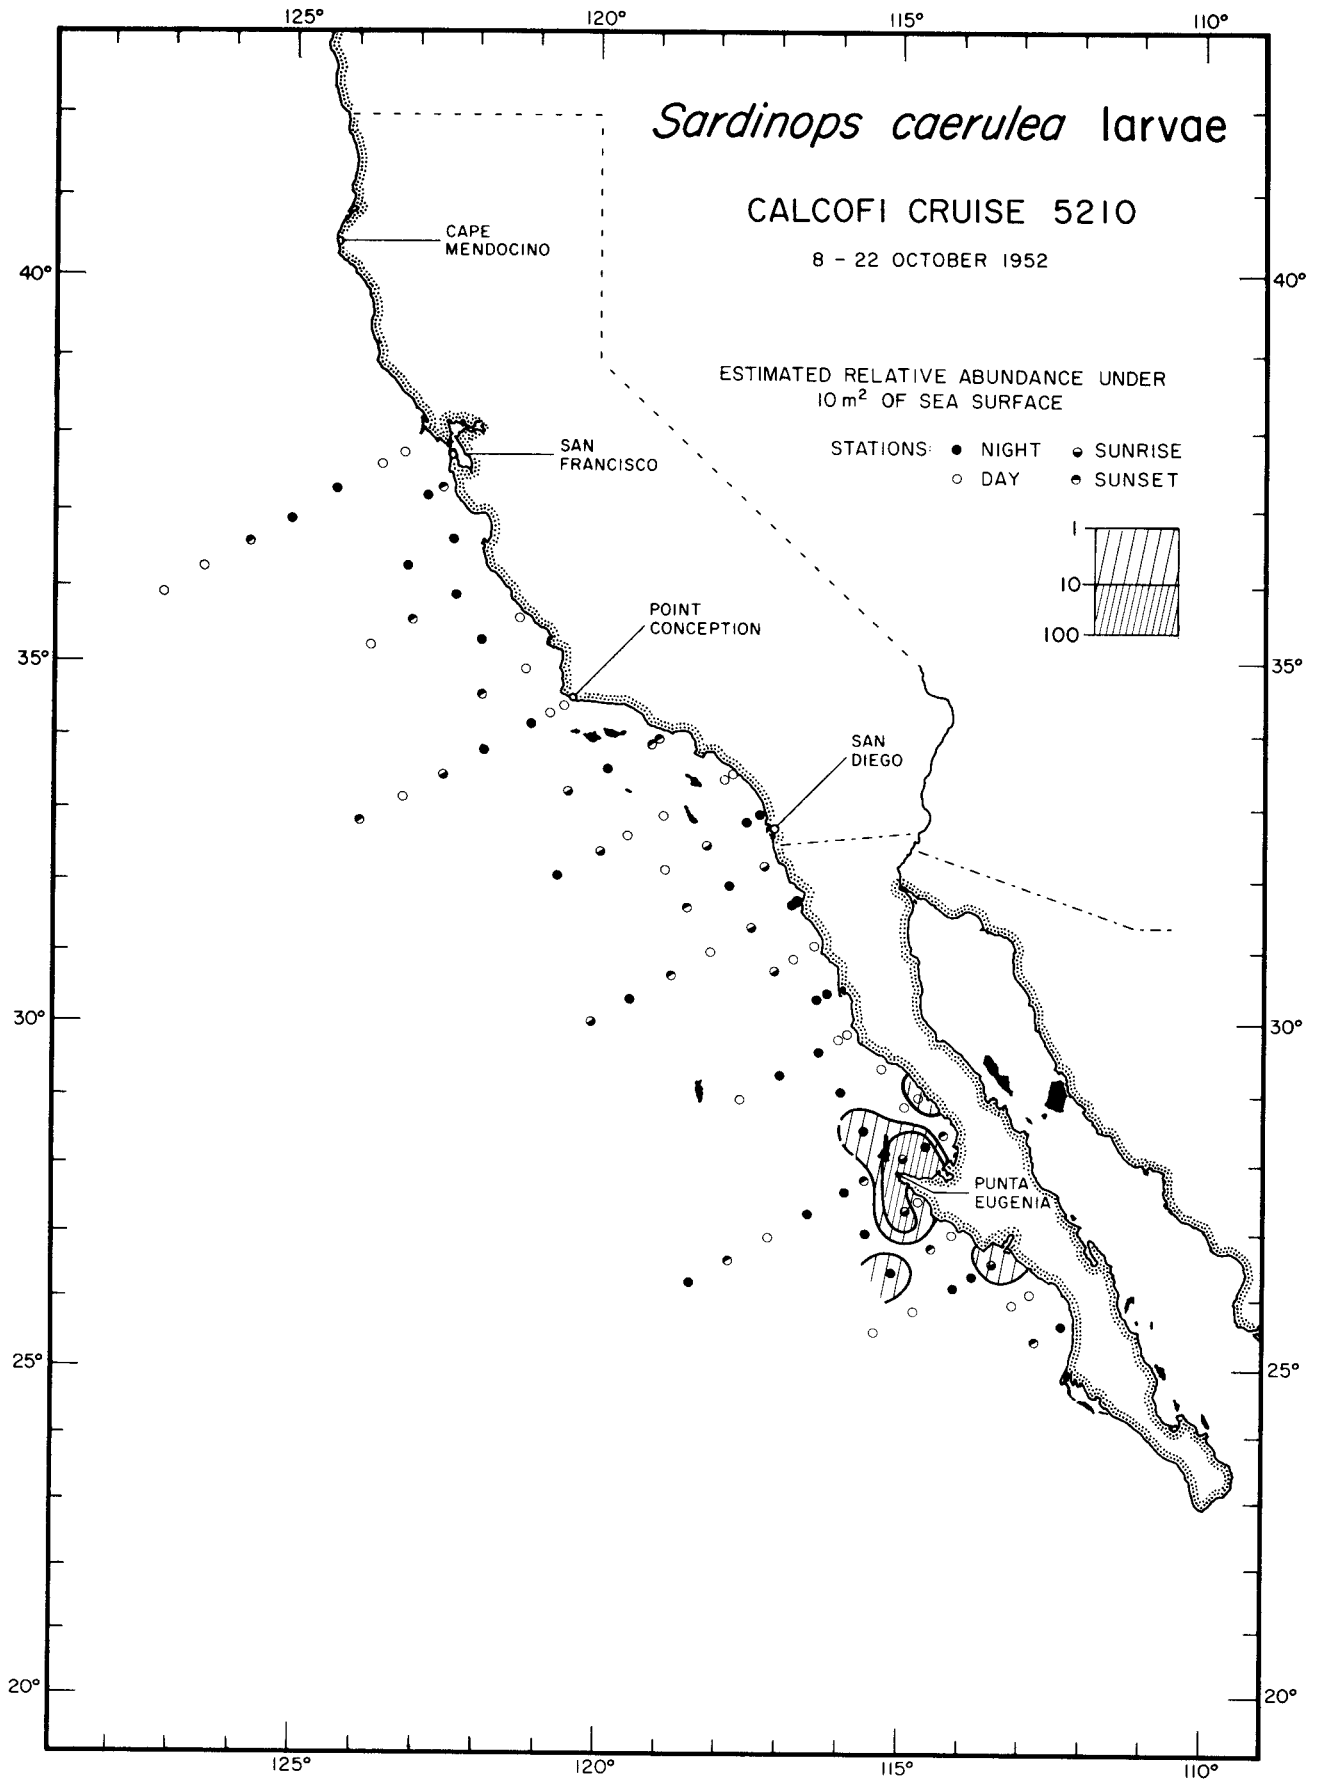 125° 120° 115° 110°
Sardinops caerulea larvae
CALCOFI CRUISE 5210
8 - 22 OCTOBER 1952
CAPE
MENDOCINO
40° 40°
ESTIMATED RELATIVE ABUNDANCE UNDER
10 m² OF SEA SURFACE
STATIONS: NIGHT SUNRISE
DAY SUNSET
SAN
FRANCISCO
1
10
100
POINT
CONCEPTION
35° 35°
SAN
DIEGO
30° 30°
PUNTA
EUGENIA
25° 25°
20° 20°
125° 120° 115° 110°